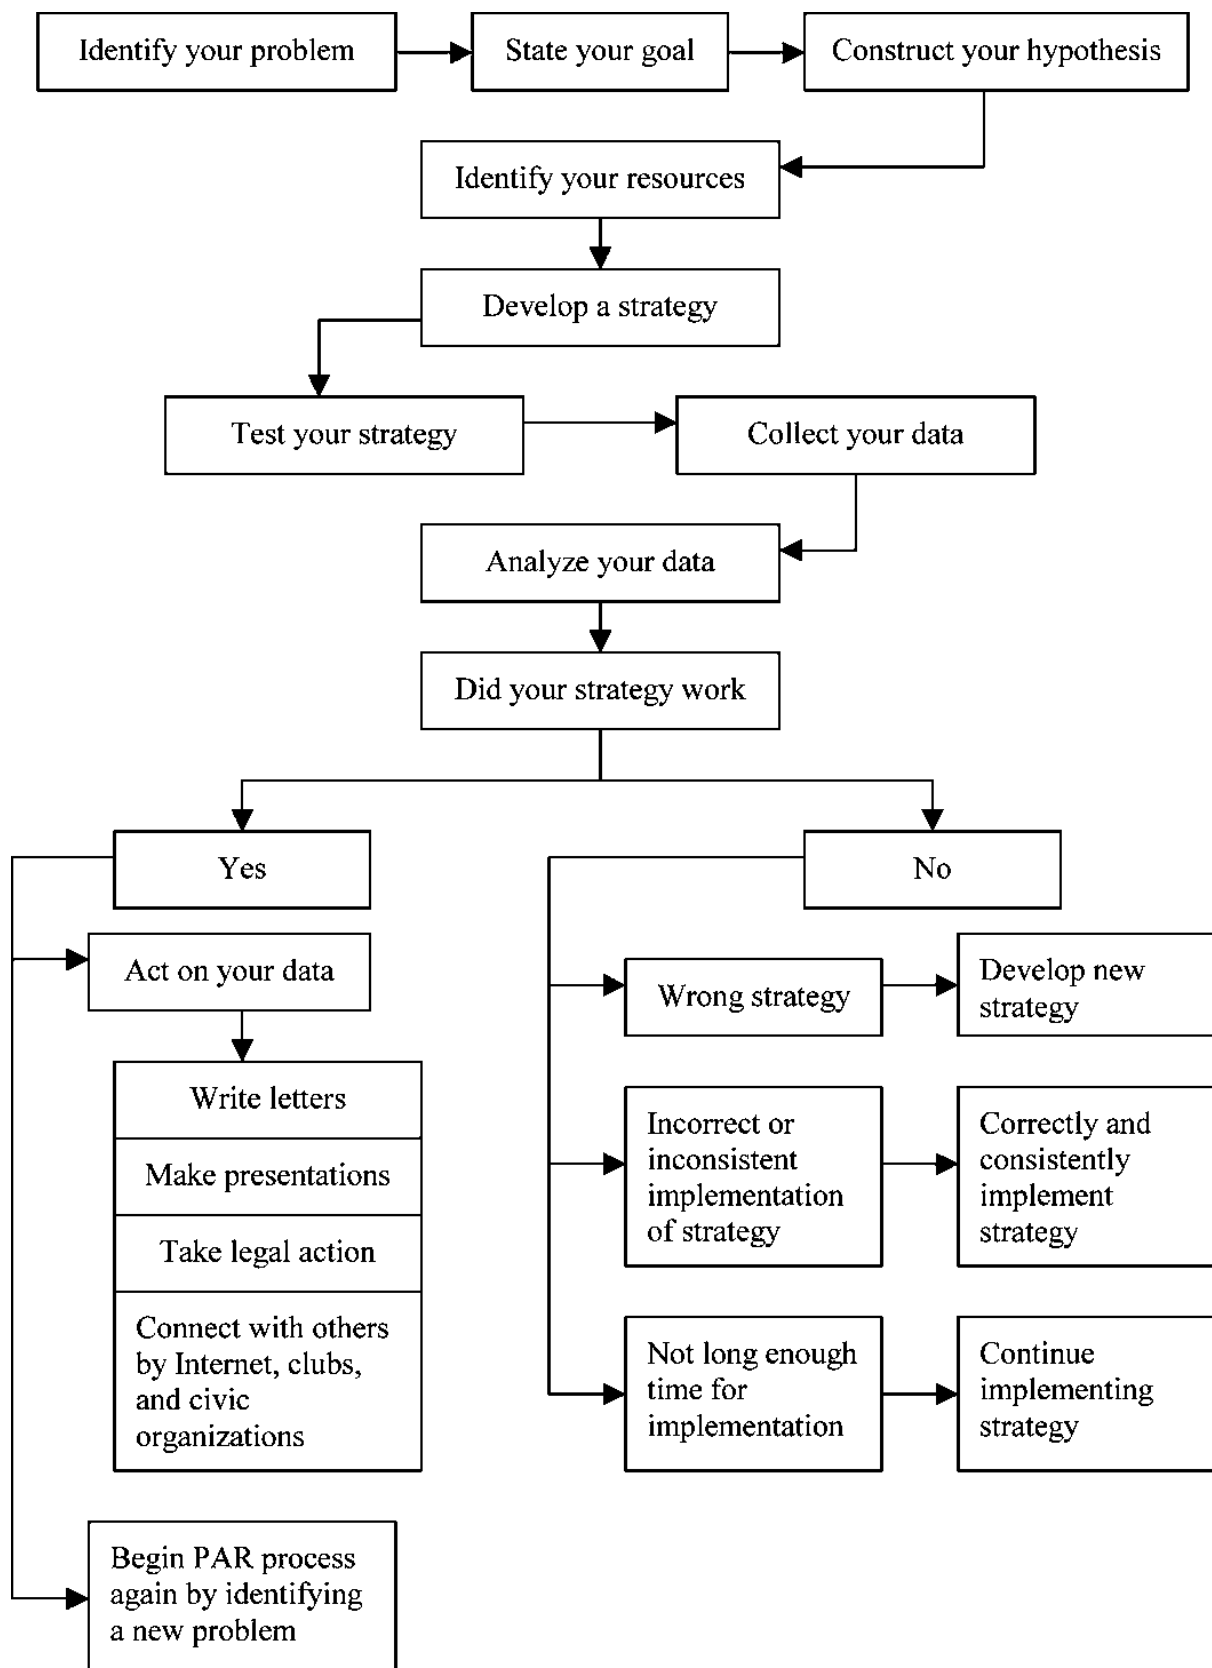 Identify your problem
State your goal
Construct your hypothesis
Identify your resources
Develop a strategy
Test your strategy
Collect your data
Analyze your data
Did your strategy work
Yes
No
Act on your data
Write letters
Make presentations
Take legal action
Connect with others
by Internet, clubs,
and civic
organizations
Begin PAR process
again by identifying
a new problem
Wrong strategy
Develop new
strategy
Incorrect or
inconsistent
implementation
of strategy
Correctly and
consistently
implement
strategy
Not long enough
time for
implementation
Continue
implementing
strategy